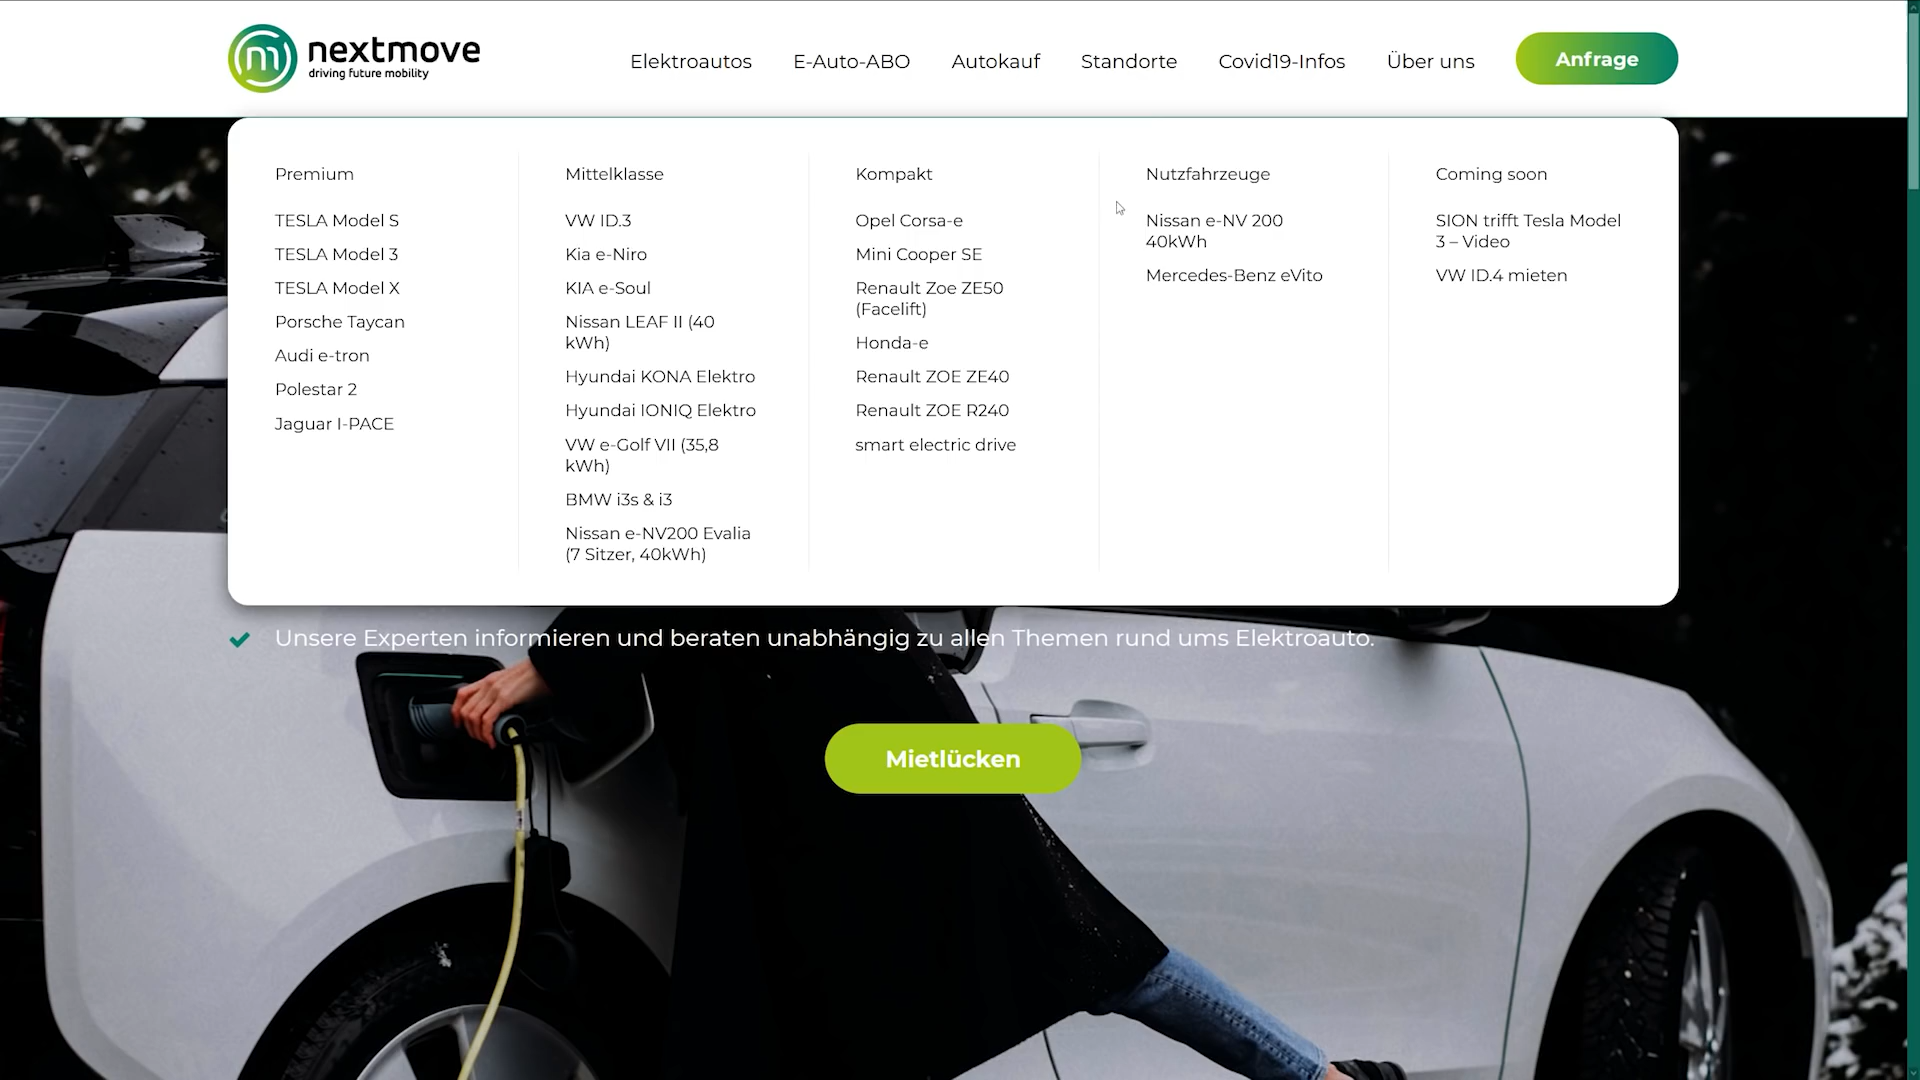 nextmove
driving future mobility
Elektroautos
E-Auto-ABO
Autokauf
Standorte
Covid19-Infos
Über uns
Anfrage
Premium
TESLA Model S
TESLA Model 3
TESLA Model X
Porsche Taycan
Audi e-tron
Polestar 2
Jaguar I-PACE
Mittelklasse
VW ID.3
Kia e-Niro
KIA e-Soul
Nissan LEAF II (40
kWh)
Hyundai KONA Elektro
Hyundai IONIQ Elektro
VW e-Golf VII (35,8
kWh)
BMW i3s & i3
Nissan e-NV200 Evalia
(7 Sitzer, 40kWh)
Kompakt
Opel Corsa-e
Mini Cooper SE
Renault Zoe ZE50
(Facelift)
Honda-e
Renault ZOE ZE40
Renault ZOE R240
smart electric drive
Nutzfahrzeuge
Nissan e-NV 200
40kWh
Mercedes-Benz eVito
Coming soon
SION trifft Tesla Model
3 – Video
VW ID.4 mieten
Unsere Experten informieren und beraten unabhängig zu allen Themen rund ums Elektroauto.
Mietlücken